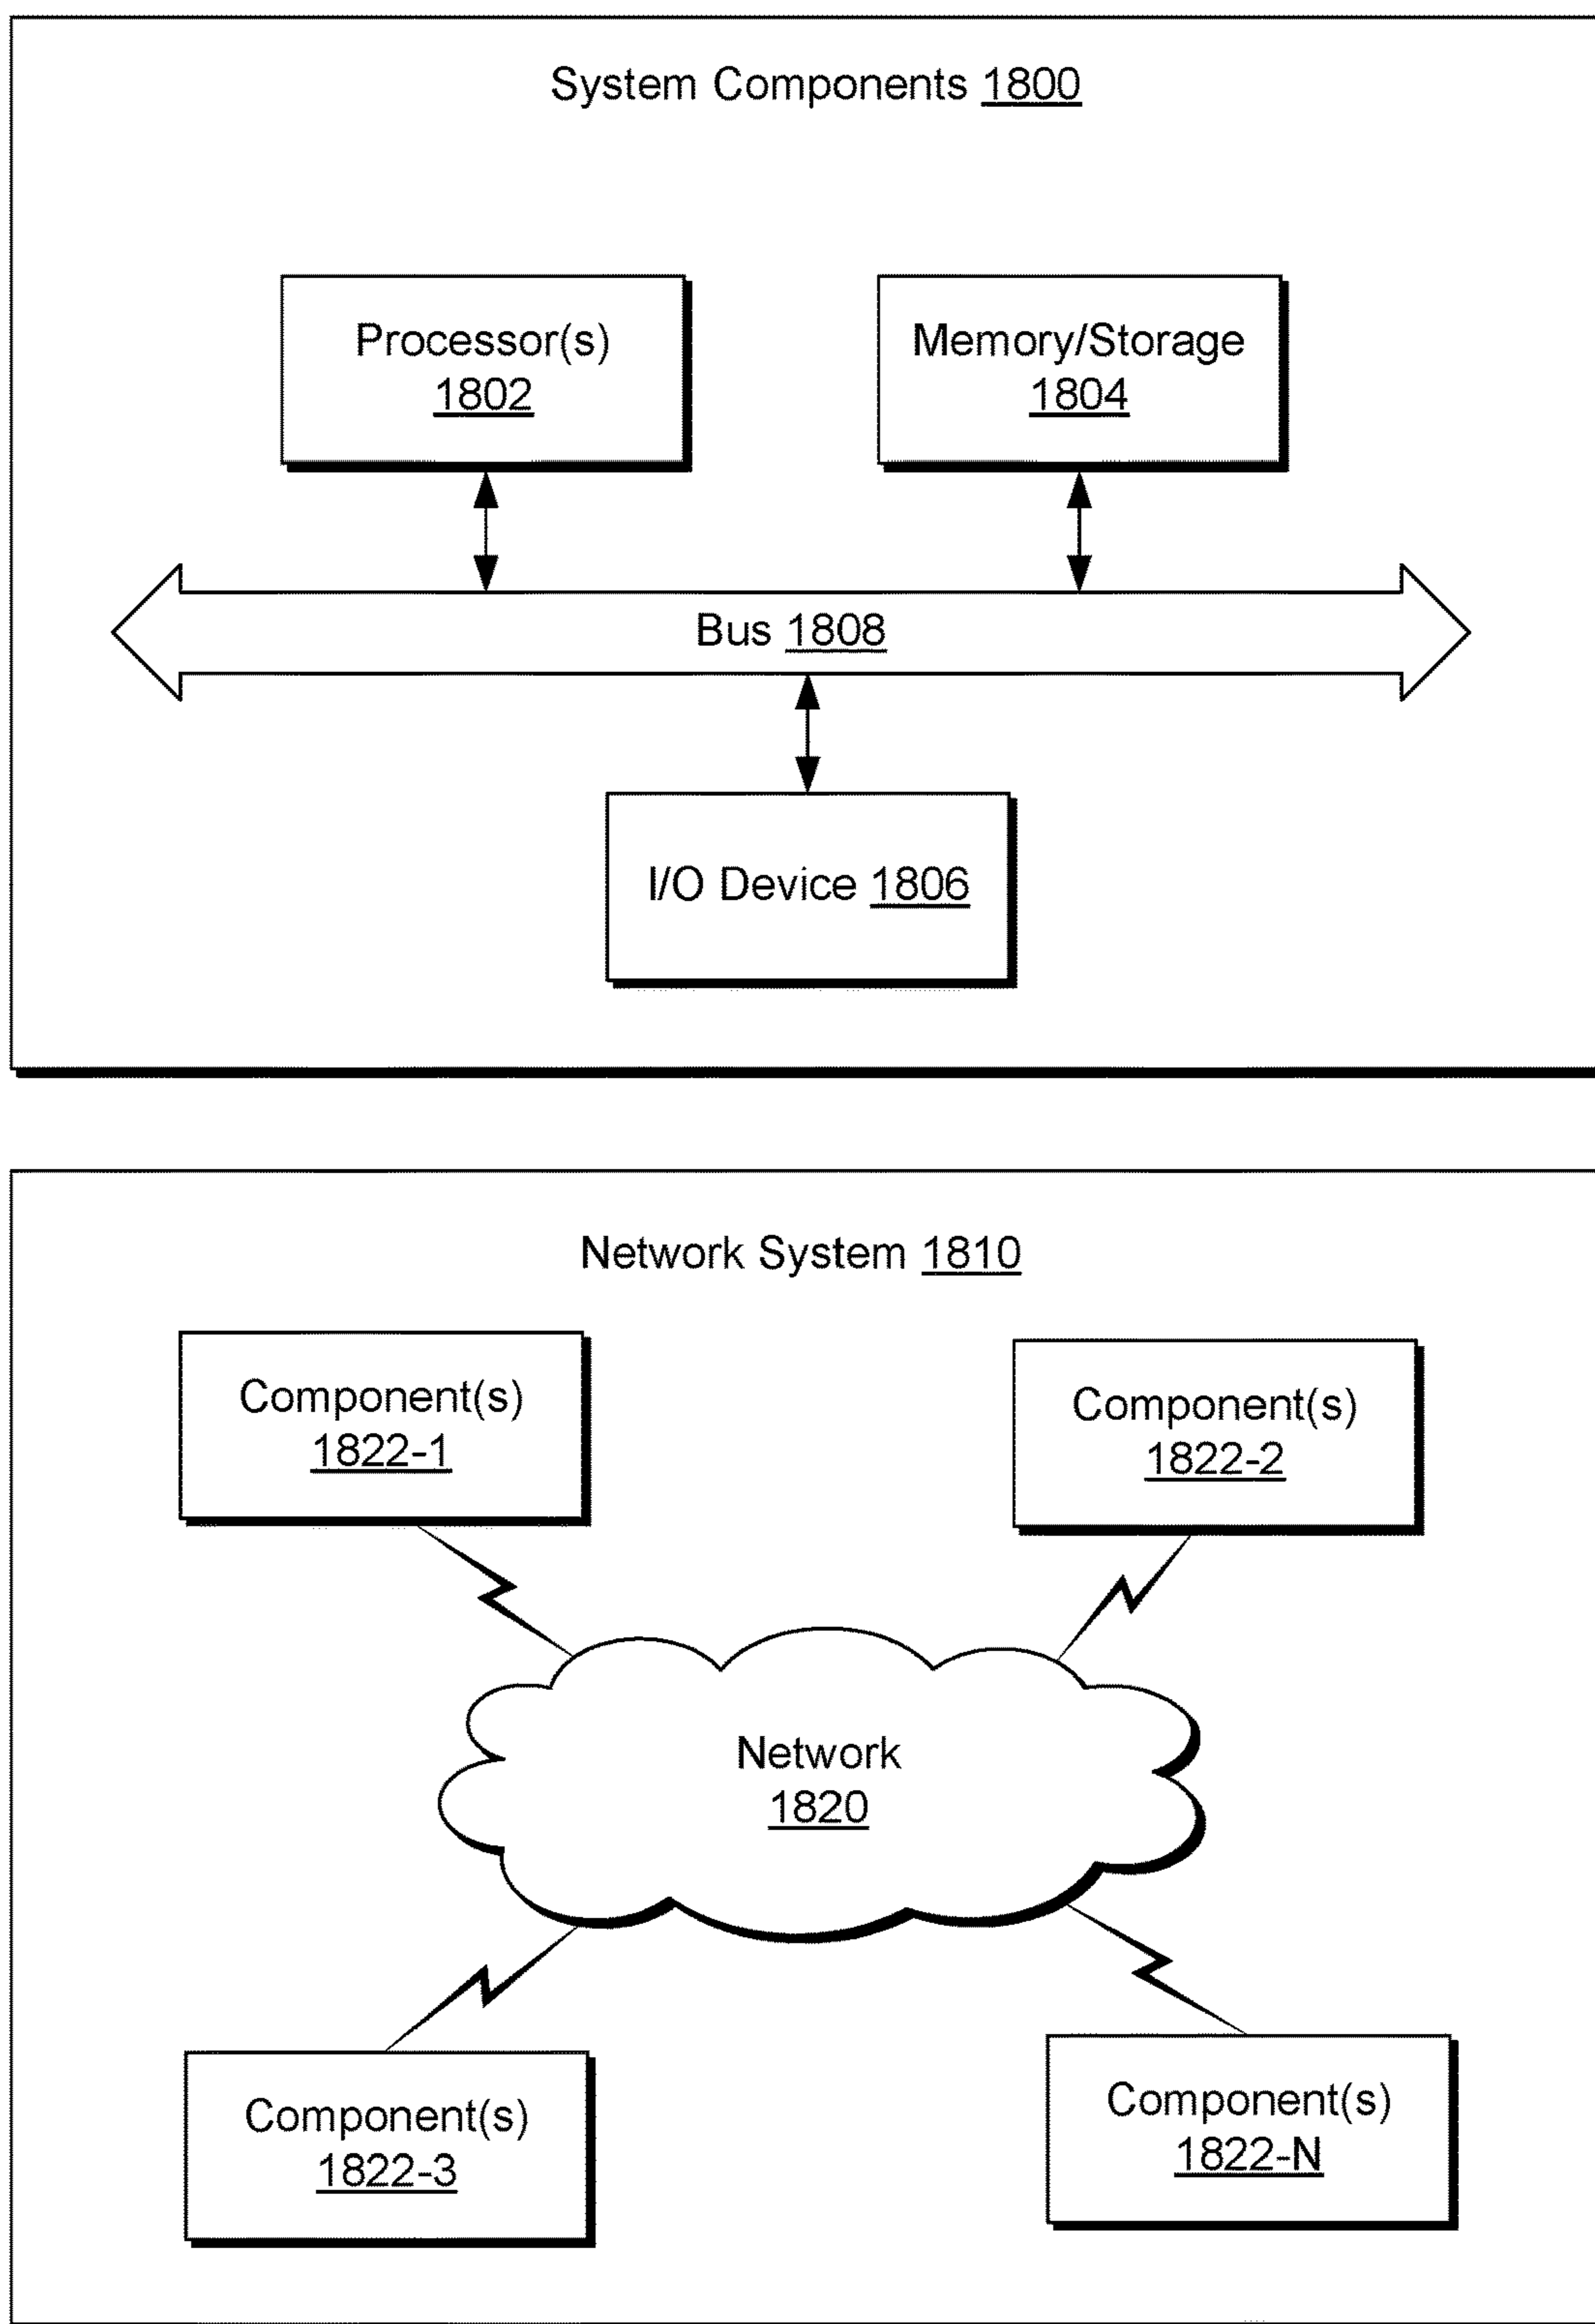 System Components 1800
Processor(s)
1802
Memory/Storage
1804
Bus 1808
I/O Device 1806
Network System 1810
Component(s)
1822-1
Component(s)
1822-2
Network
1820
Component(s)
1822-3
Component(s)
1822-N